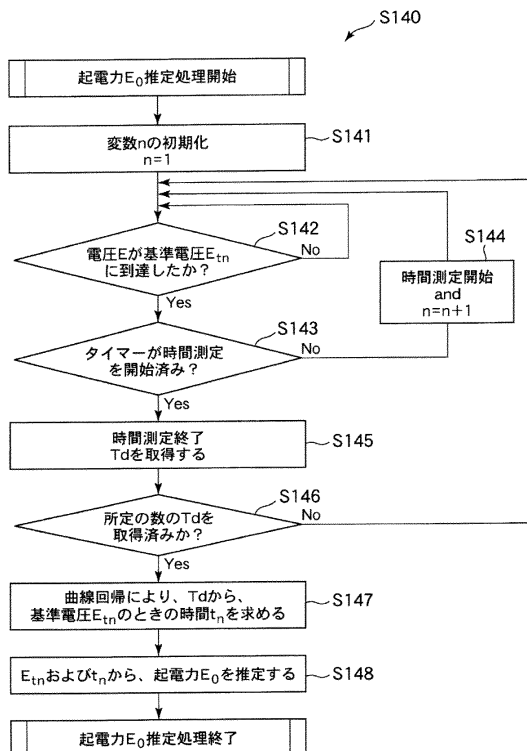 S140
起電力E0推定処理開始
変数nの初期化
n=1
S141
電圧Eが基準電圧Etn
に到達したか？
S142
No
Yes
S144
時間測定開始
and
n=n+1
タイマーが時間測定
を開始済み？
S143
No
Yes
時間測定終了
Tdを取得する
S145
所定の数のTdを
取得済みか？
S146
No
Yes
曲線回帰により、Tdから、
基準電圧Etnのときの時間tnを求める
S147
Etnおよびtnから、起電力E0を推定する
S148
起電力E0推定処理終了